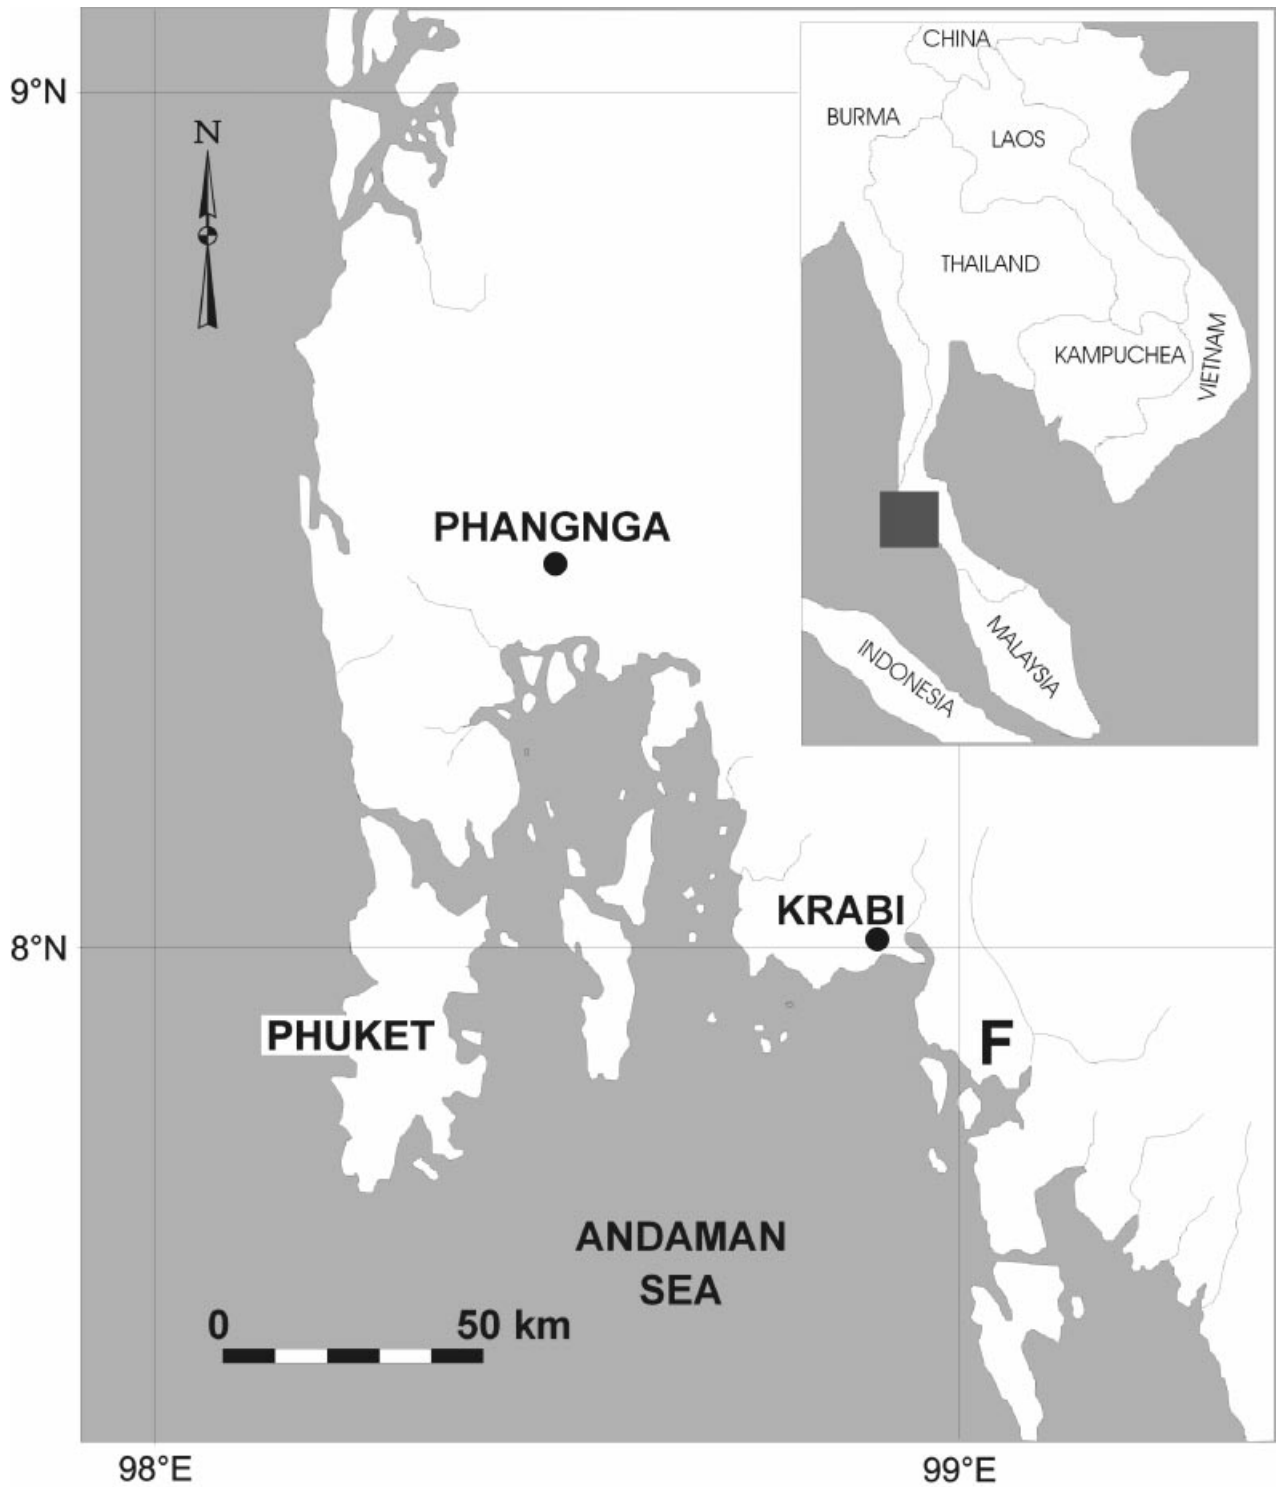 9°N
N
CHINA
BURMA
LAOS
THAILAND
KAMPUCHEA
VIETNAM
MALAYSIA
INDONESIA
PHANGNGA
KRABI
8°N
PHUKET
F
ANDAMAN
SEA
0 50 km
98°E 99°E